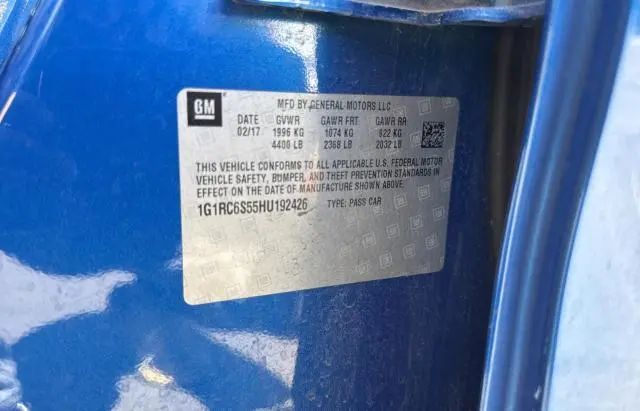 GM
MFD BY GENERAL MOTORS LLC
DATE GVWR GAWR FRT GAWR RR
02/17 1996 KG 1074 KG 922 KG
4400 LB 2368 LB 2032 LB
THIS VEHICLE CONFORMS TO ALL APPLICABLE U.S. FEDERAL MOTOR
VEHICLE SAFETY, BUMPER, AND THEFT PREVENTION STANDARDS IN
EFFECT ON THE DATE OF MANUFACTURE SHOWN ABOVE.
1G1RC6S55HU192426 TYPE: PASS CAR